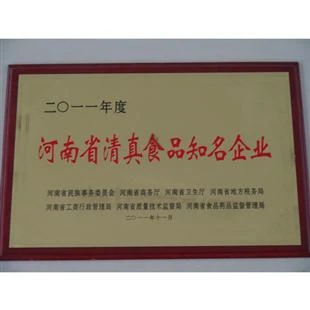 二〇一一年度
河南省清真食品知名企业
河南省民族事务委员会 河南省商务厅 河南省卫生厅 河南省地方税务局
河南省工商行政管理局 河南省质量技术监督局 河南省食品药品监督管理局
二〇一一年十一月